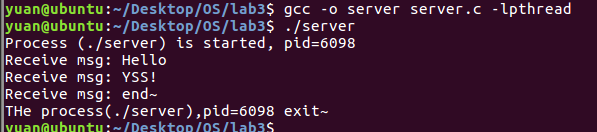 yuan@ubuntu:~/Desktop/OS/lab3$ gcc -o server server.c -lpthread
yuan@ubuntu:~/Desktop/OS/lab3$ ./server
Process (./server) is started, pid=6098
Receive msg: Hello
Receive msg: YSS!
Receive msg: end~
THe process(./server),pid=6098 exit~
yuan@ubuntu:~/Desktop/OS/lab3$